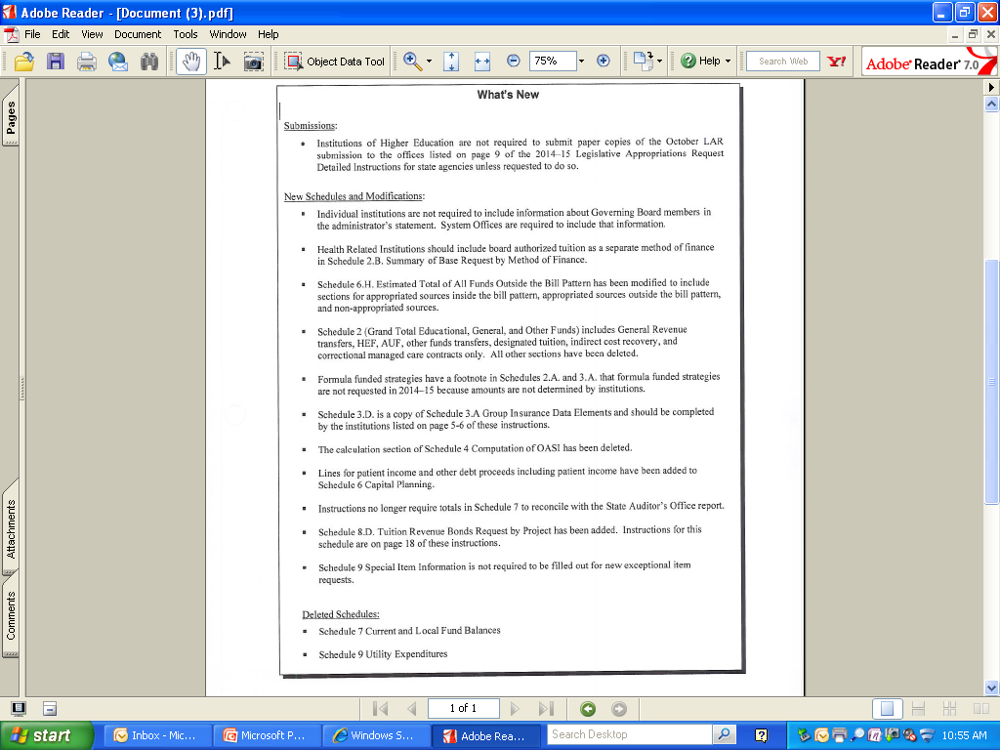 Adobe Reader - [Document (3).pdf]
File Edit View Document Tools Window Help
Object Data Tool 75% Help Search Web Y! Adobe Reader 7.0
Pages
Attachments
Comments
What's New
Submissions:
• Institutions of Higher Education are not required to submit paper copies of the October LAR
submission to the offices listed on page 9 of the 2014–15 Legislative Appropriations Request
Detailed Instructions for state agencies unless requested to do so.
New Schedules and Modifications:
▪ Individual institutions are not required to include information about Governing Board members in
the administrator's statement. System Offices are required to include that information.
▪ Health Related Institutions should include board authorized tuition as a separate method of finance
in Schedule 2.B. Summary of Base Request by Method of Finance.
▪ Schedule 6.H. Estimated Total of All Funds Outside the Bill Pattern has been modified to include
sections for appropriated sources inside the bill pattern, appropriated sources outside the bill pattern,
and non-appropriated sources.
▪ Schedule 2 (Grand Total Educational, General, and Other Funds) includes General Revenue
transfers, HEF, AUF, other funds transfers, designated tuition, indirect cost recovery, and
correctional managed care contracts only. All other sections have been deleted.
▪ Formula funded strategies have a footnote in Schedules 2.A. and 3.A. that formula funded strategies
are not requested in 2014–15 because amounts are not determined by institutions.
▪ Schedule 3.D. is a copy of Schedule 3.A Group Insurance Data Elements and should be completed
by the institutions listed on page 5-6 of these instructions.
▪ The calculation section of Schedule 4 Computation of OASI has been deleted.
▪ Lines for patient income and other debt proceeds including patient income have been added to
Schedule 6 Capital Planning.
▪ Instructions no longer require totals in Schedule 7 to reconcile with the State Auditor's Office report.
▪ Schedule 8.D. Tuition Revenue Bonds Request by Project has been added. Instructions for this
schedule are on page 18 of these instructions.
▪ Schedule 9 Special Item Information is not required to be filled out for new exceptional item
requests.
Deleted Schedules:
▪ Schedule 7 Current and Local Fund Balances
▪ Schedule 9 Utility Expenditures
1 of 1
start Inbox - Mic... Microsoft P... Windows S... Adobe Rea... Search Desktop 10:55 AM